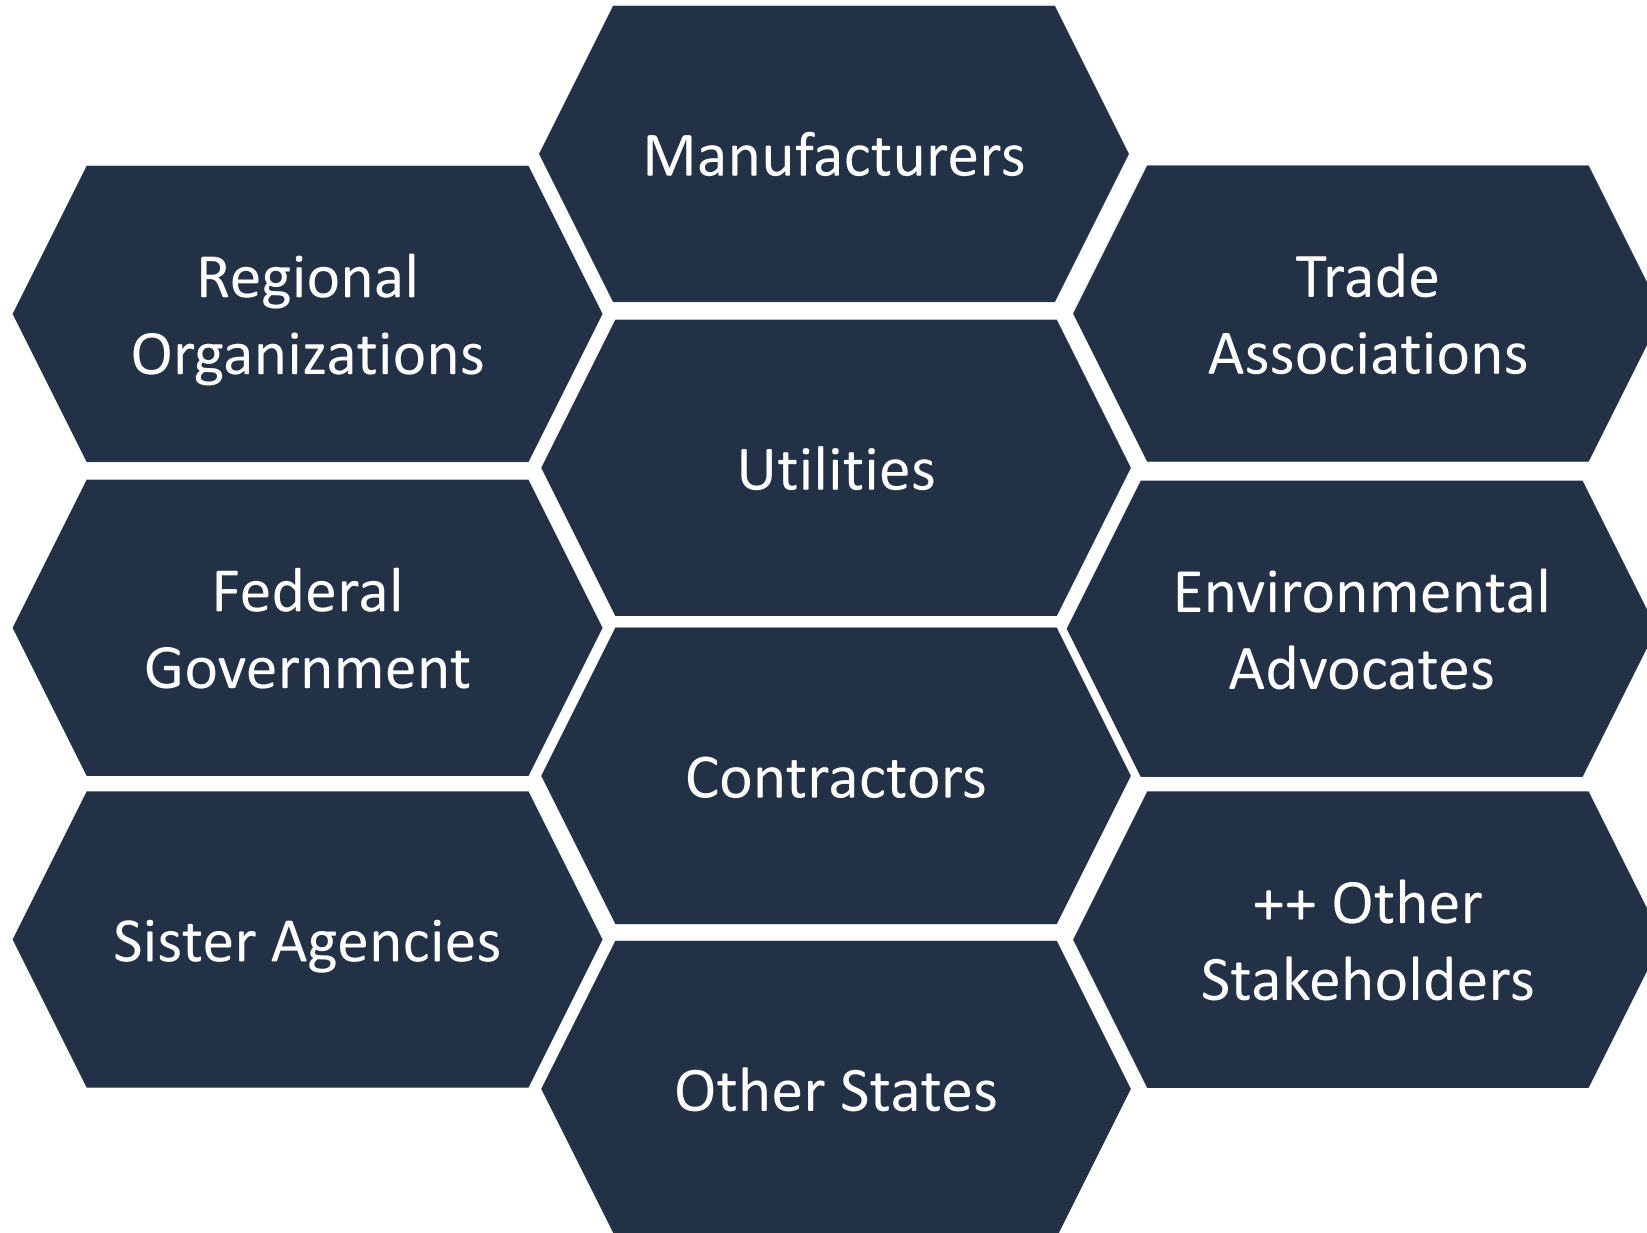 Manufacturers
Regional
Organizations
Trade
Associations
Utilities
Federal
Government
Environmental
Advocates
Contractors
Sister Agencies
++ Other
Stakeholders
Other States